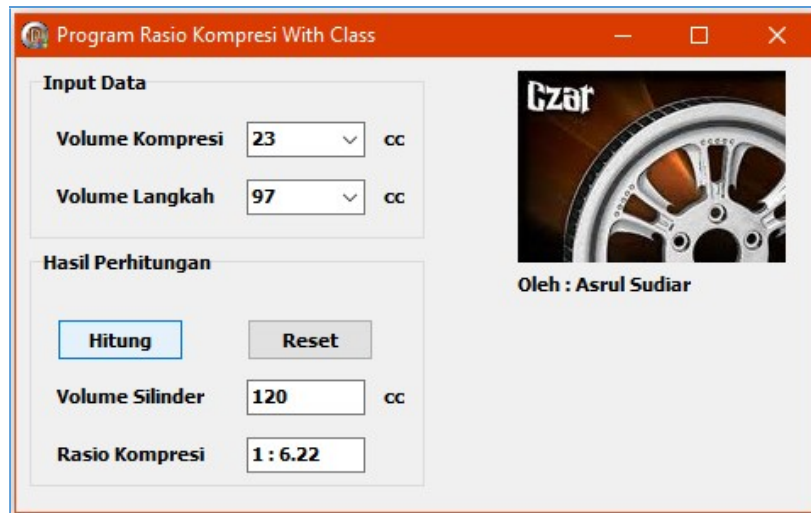 Program Rasio Kompresi With Class
Input Data
Volume Kompresi 23 cc
Volume Langkah 97 cc
Hasil Perhitungan
Hitung Reset
Volume Silinder 120 cc
Rasio Kompresi 1 : 6.22
Czar
Oleh : Asrul Sudiar